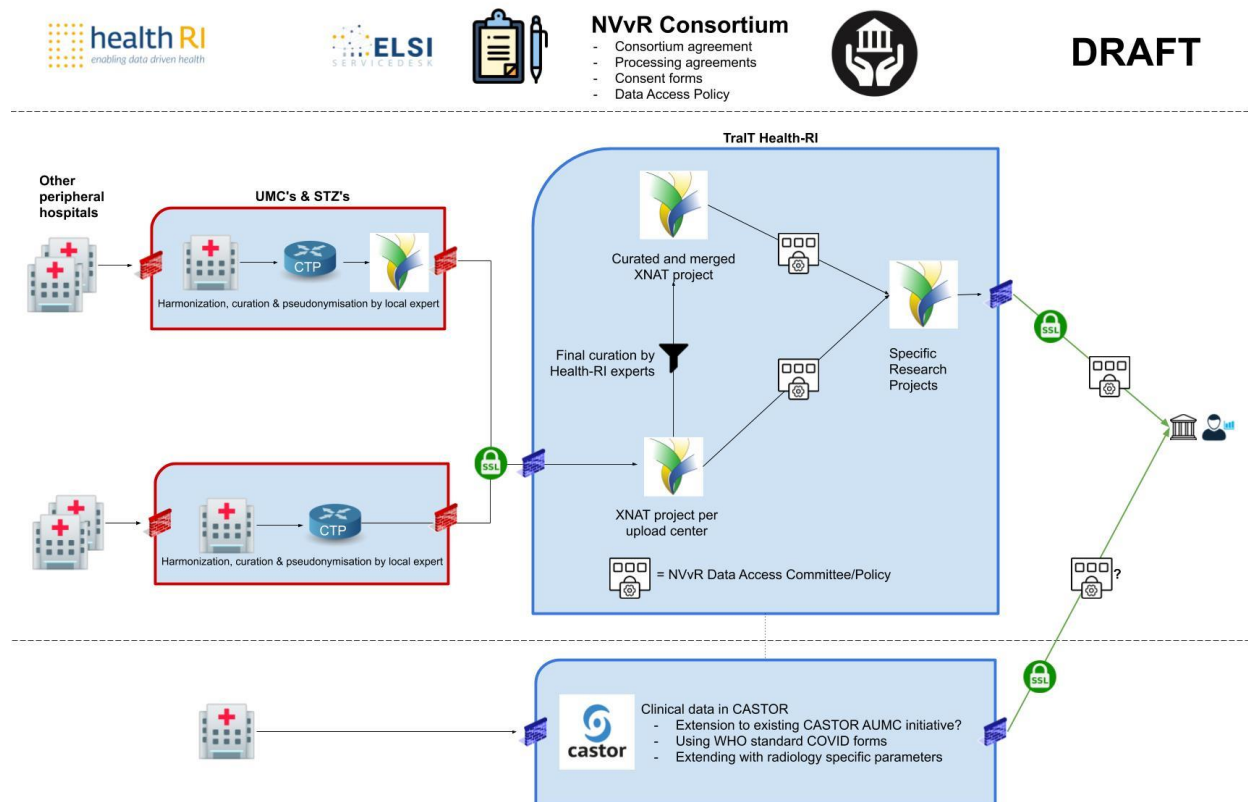 health RI
enabling data driven health
ELSI
SERVICEDESK
NVvR Consortium
- Consortium agreement
- Processing agreements
- Consent forms
- Data Access Policy
DRAFT
TraIT Health-RI
Other
peripheral
hospitals
UMC's & STZ's
CTP
Harmonization, curation & pseudonymisation by local expert
Curated and merged
XNAT project
Final curation by
Health-RI experts
Specific
Research
Projects
SSL
SSL
CTP
Harmonization, curation & pseudonymisation by local expert
XNAT project per
upload center
= NVvR Data Access Committee/Policy
?
SSL
castor
Clinical data in CASTOR
- Extension to existing CASTOR AUMC initiative?
- Using WHO standard COVID forms
- Extending with radiology specific parameters